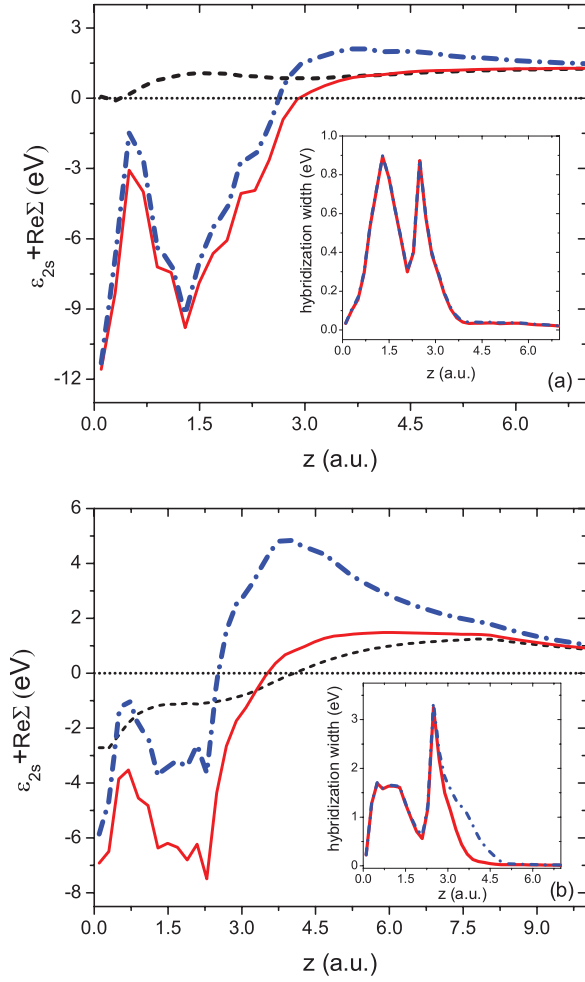 3
0
-3
-6
-9
-12
ε2s+ReΣ (eV)
0.0 1.5 3.0 4.5 6.0
z (a.u.)
1.0
0.8
0.6
0.4
0.2
0.0
hybridization width (eV)
0.0 1.5 3.0 4.5 6.0
z (a.u.)
(a)
6
4
2
0
-2
-4
-6
-8
ε2s+ReΣ (eV)
0.0 1.5 3.0 4.5 6.0 7.5 9.0
z (a.u.)
3
2
1
0
hybridization width (eV)
0.0 1.5 3.0 4.5 6.0
z (a.u.)
(b)